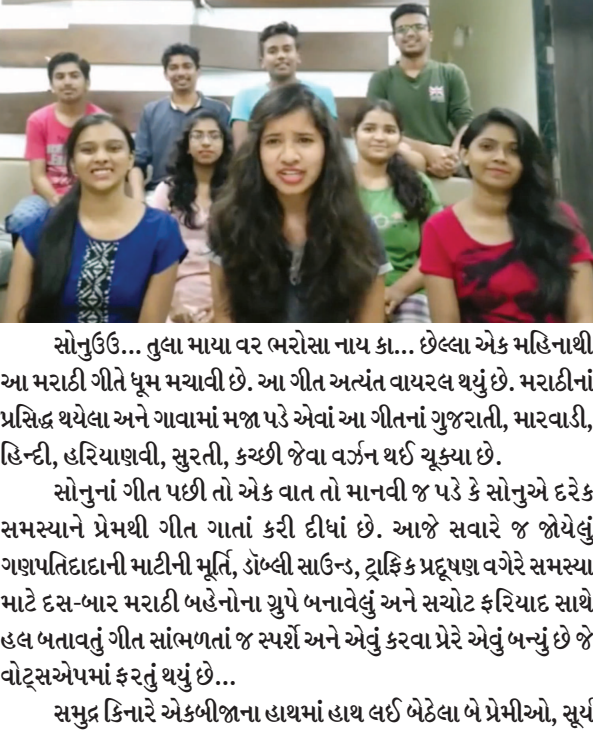 સોનુઉઉ... તુલા માયા વર ભરોસા નાય કા... છેલ્લા એક મહિનાથી
આ મરાઠી ગીતે ધૂમ મચાવી છે. આ ગીત અત્યંત વાયરલ થયું છે. મરાઠીનાં
પ્રસિદ્ધ થયેલા અને ગાવામાં મજા પડે એવાં આ ગીતનાં ગુજરાતી, મારવાડી,
હિન્દી, હરિયાણવી, સુરતી, કચ્છી જેવા વર્ઝન થઈ ચૂક્યા છે.
સોનુનાં ગીત પછી તો એક વાત તો માનવી જ પડે કે સોનુએ દરેક
સમસ્યાને પ્રેમથી ગીત ગાતાં કરી દીધાં છે. આજે સવારે જ જોયેલું
ગણપતિદાદાની માટીની મૂર્તિ, ડૉબ્લી સાઉન્ડ, ટ્રાફિક પ્રદૂષણ વગેરે સમસ્યા
માટે દસ-બાર મરાઠી બહેનોના ગ્રુપે બનાવેલું અને સચોટ ફરિયાદ સાથે
હલ બતાવતું ગીત સાંભળતાં જ સ્પર્શે અને એવું કરવા પ્રેરે એવું બન્યું છે જે
વોટ્સએપમાં ફરતું થયું છે...
સમુદ્ર કિનારે એકબીજાના હાથમાં હાથ લઈ બેઠેલા બે પ્રેમીઓ, સૂર્ય